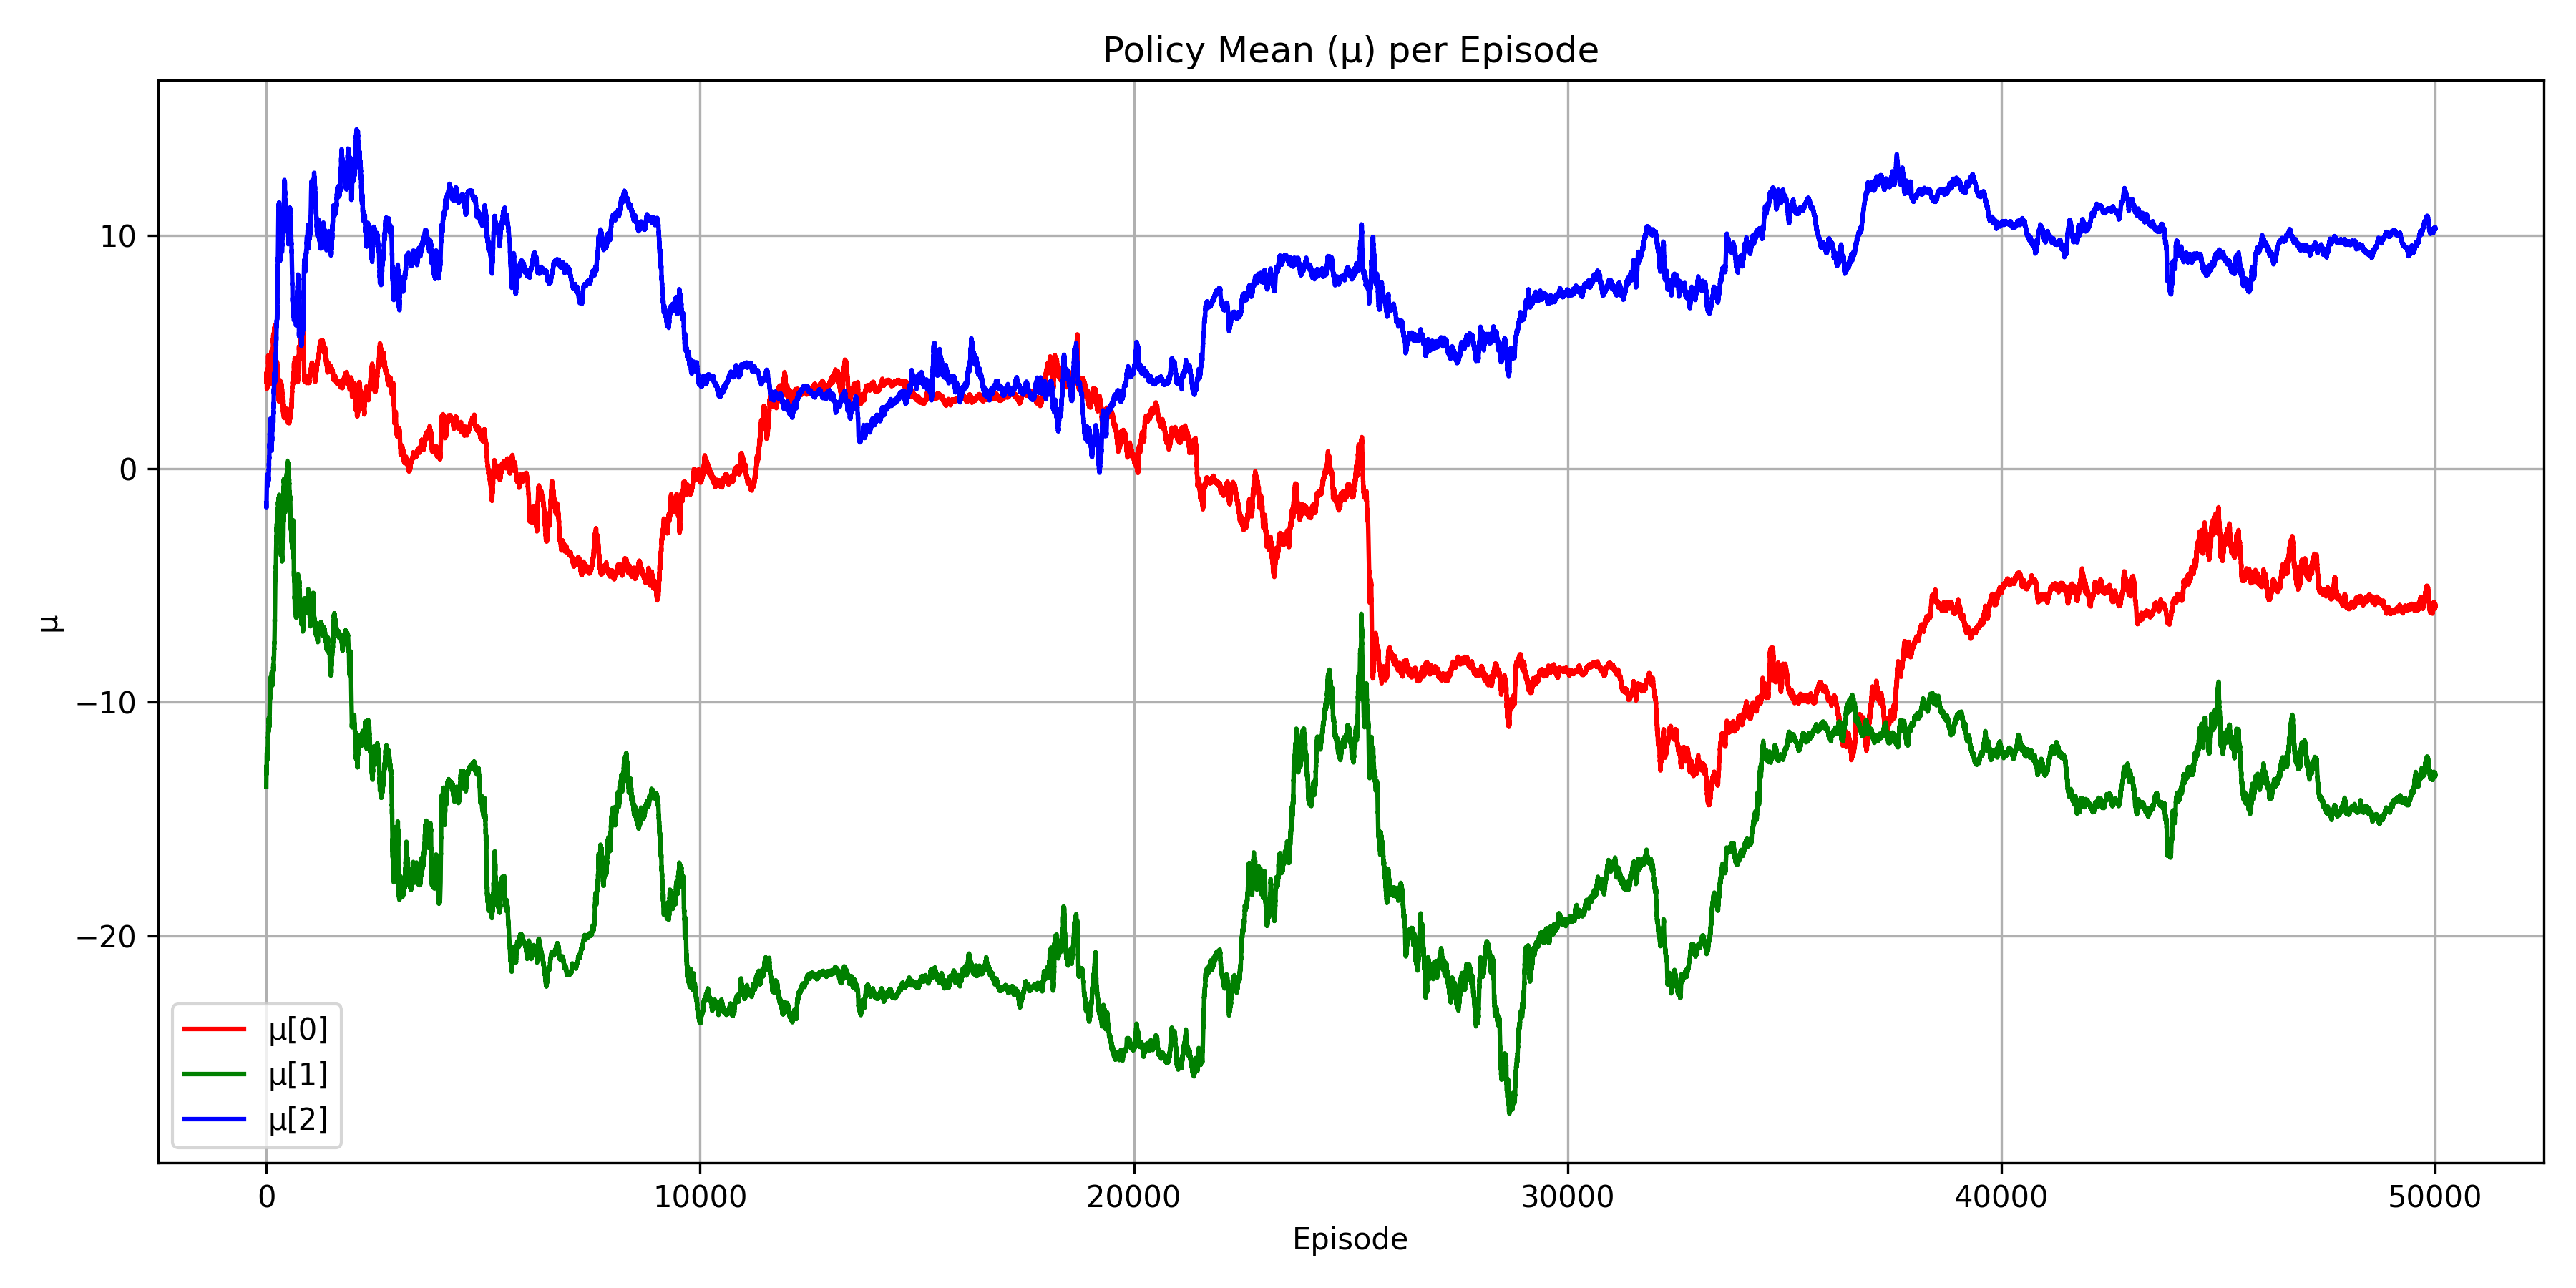 Policy Mean (μ) per Episode
10
0
−10
−20
μ
μ[0]
μ[1]
μ[2]
0 10000 20000 30000 40000 50000
Episode